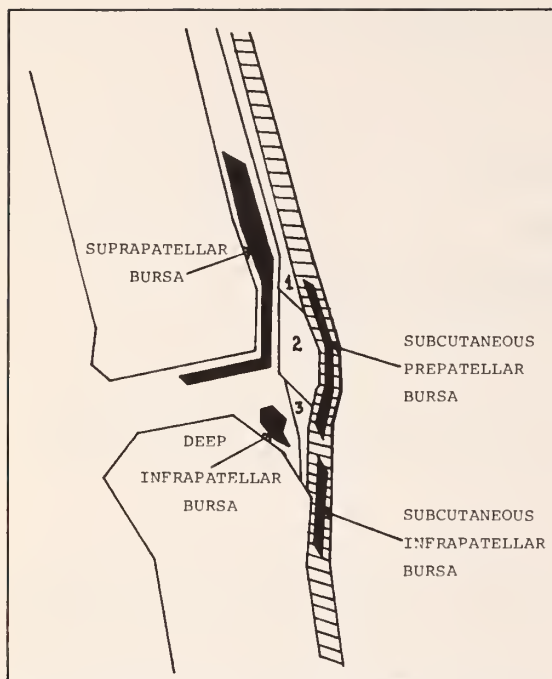 SUPRAPATELLAR
BURSA
1
2
3
SUBCUTANEOUS
PREPATELLAR
BURSA
DEEP
INFRAPATELLAR
BURSA
SUBCUTANEOUS
INFRAPATELLAR
BURSA